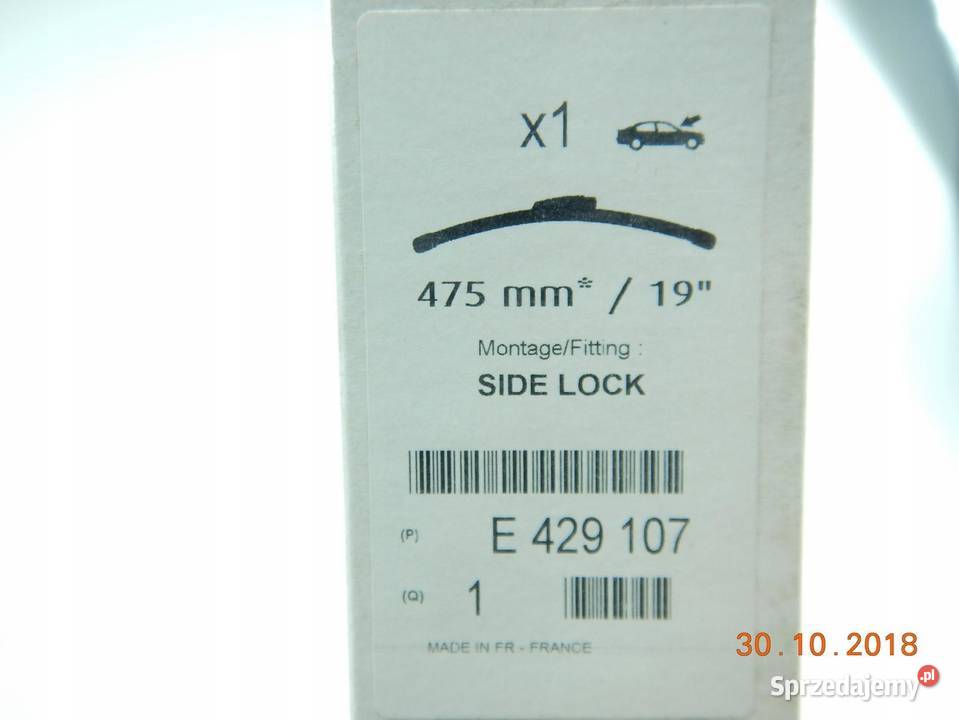 x1
475 mm* / 19"
Montage/Fitting :
SIDE LOCK
(P) E 429 107
(Q) 1
MADE IN FR - FRANCE
30.10.2018
Sprzedajemy.pl